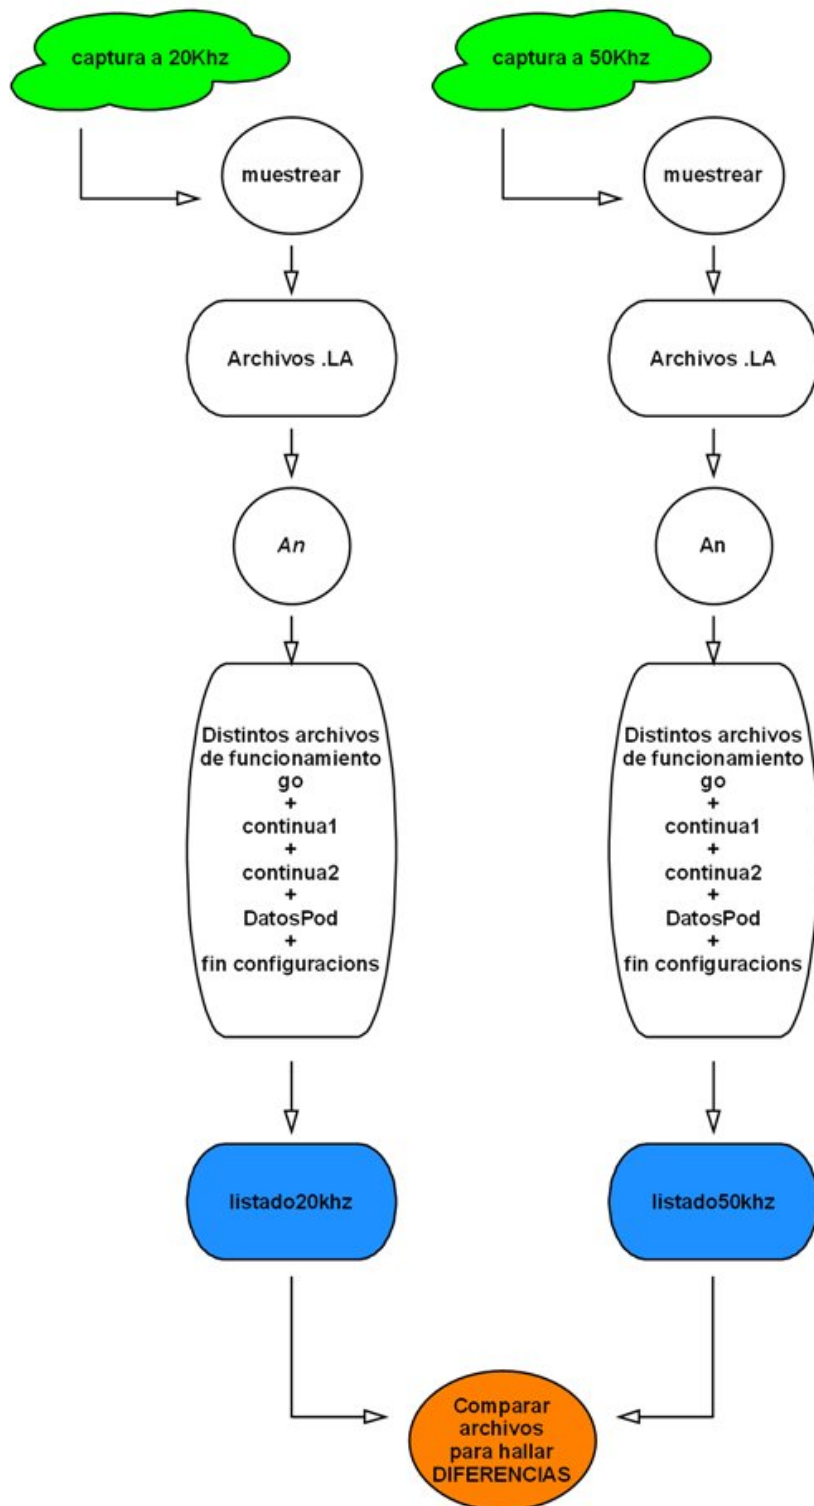 captura a 20Khz
muestrear
Archivos .LA
An
Distintos archivos
de funcionamiento
go
+
continua1
+
continua2
+
DatosPod
+
fin configuracions
listado20khz
captura a 50Khz
muestrear
Archivos .LA
An
Distintos archivos
de funcionamiento
go
+
continua1
+
continua2
+
DatosPod
+
fin configuracions
listado50khz
Comparar
archivos
para hallar
DIFERENCIAS